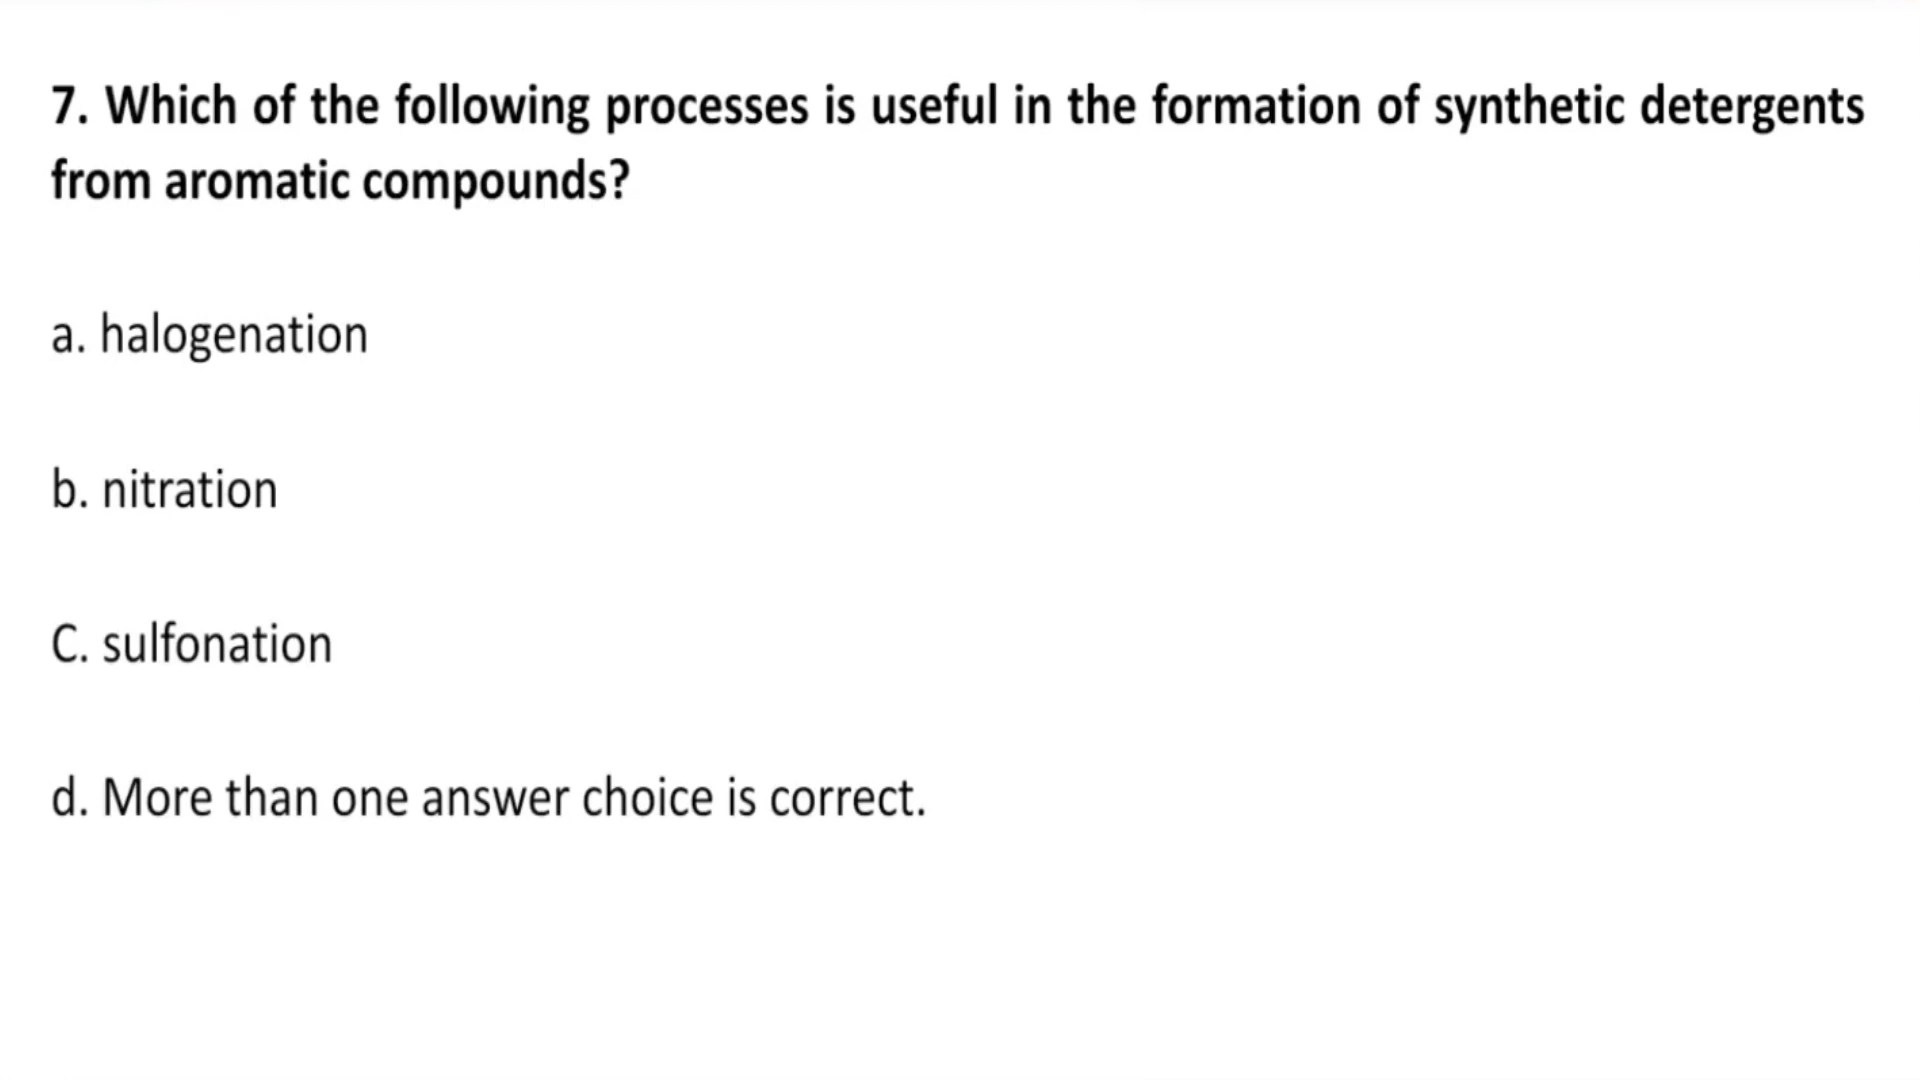 7. Which of the following processes is useful in the formation of synthetic detergents
from aromatic compounds?
a. halogenation
b. nitration
C. sulfonation
d. More than one answer choice is correct.